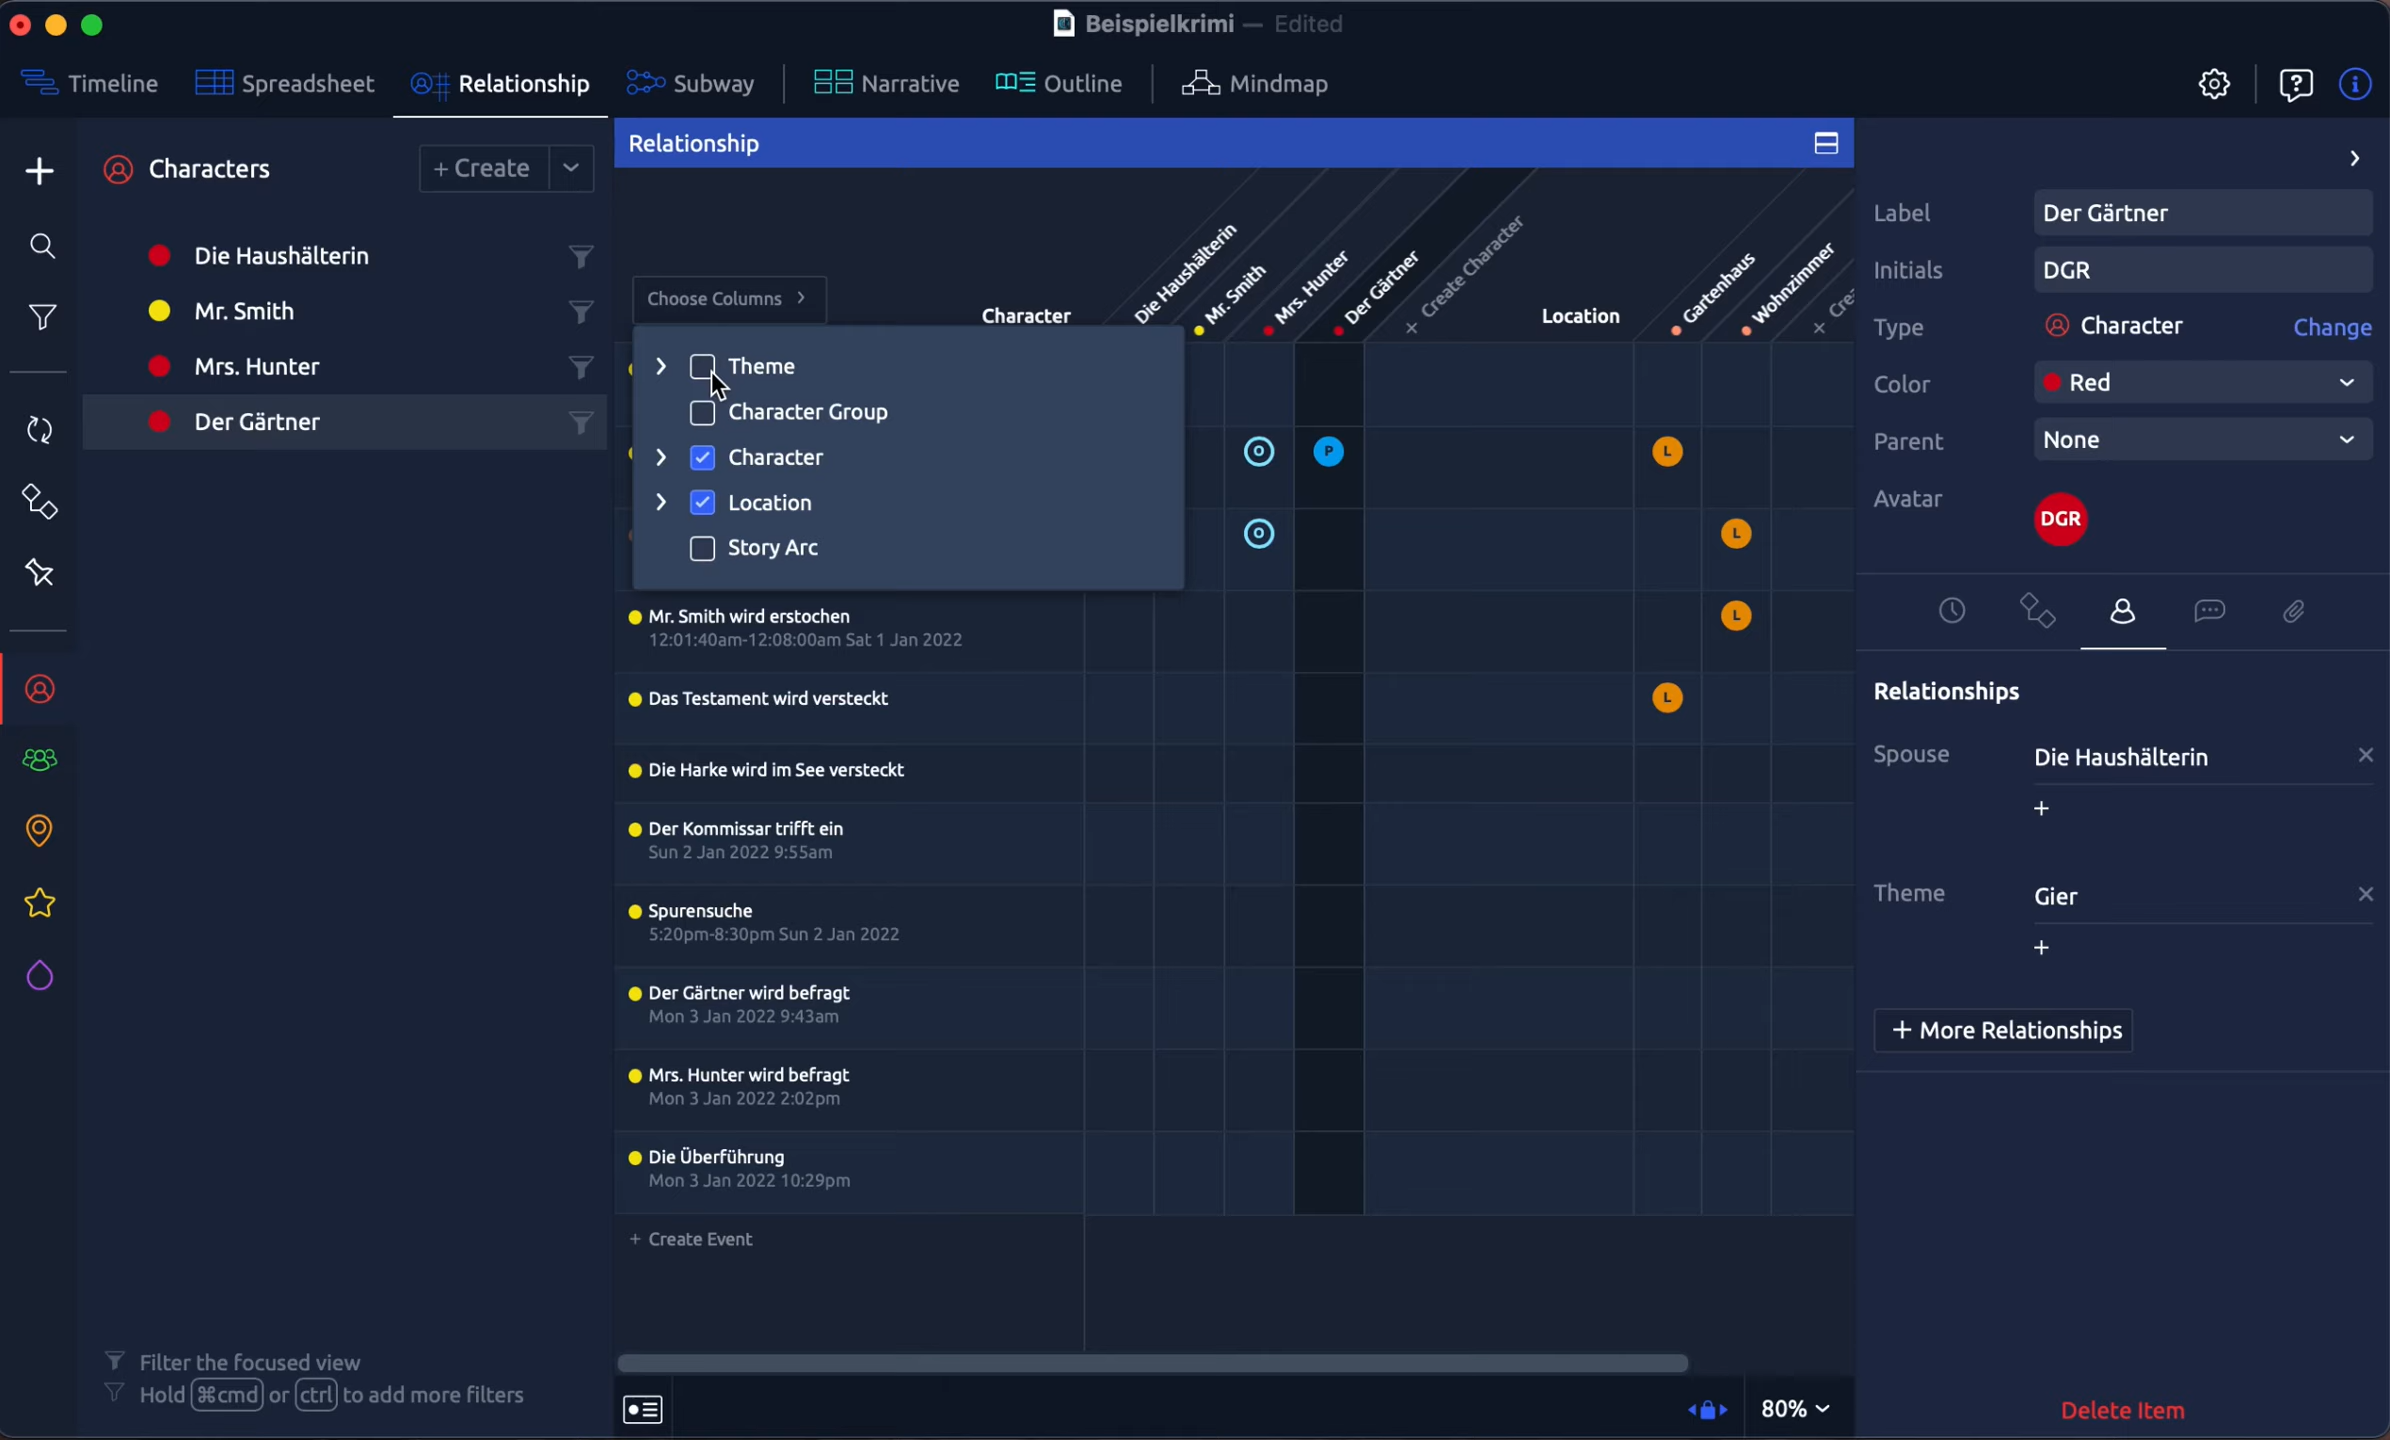 Beispielkrimi — Edited
Timeline
Spreadsheet
Relationship
Subway
Narrative
Outline
Mindmap
Characters
+ Create
Die Haushälterin
Mr. Smith
Mrs. Hunter
Der Gärtner
Filter the focused view
Hold ⌘cmd or ctrl to add more filters
Relationship
Choose Columns
Character
Die Haushälterin
Mr. Smith
Mrs. Hunter
Der Gärtner
+ Create Character
Location
Gartenhaus
Wohnzimmer
+ Crea
Theme
Character Group
Character
Location
Story Arc
O
P
L
O
L
Mr. Smith wird erstochen
12:01:40am-12:08:00am Sat 1 Jan 2022
L
Das Testament wird versteckt
L
Die Harke wird im See versteckt
Der Kommissar trifft ein
Sun 2 Jan 2022 9:55am
Spurensuche
5:20pm-8:30pm Sun 2 Jan 2022
Der Gärtner wird befragt
Mon 3 Jan 2022 9:43am
Mrs. Hunter wird befragt
Mon 3 Jan 2022 2:02pm
Die Überführung
Mon 3 Jan 2022 10:29pm
+ Create Event
80%
Label
Der Gärtner
Initials
DGR
Type
Character
Change
Color
Red
Parent
None
Avatar
DGR
Relationships
Spouse
Die Haushälterin
+
Theme
Gier
+
+ More Relationships
Delete Item